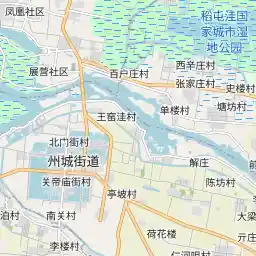 凤凰社区
稻屯洼国
家城市湿
地公园
展营社区
百户庄村
西辛庄村
张家庄村
史楼村
塘坊村
单楼村
王窑洼村
北门街村
州城街道
解庄
关帝庙街村
陈坊村
亭坡村
泊村
南关村
大梁
荷花村
亓庄
李楼村